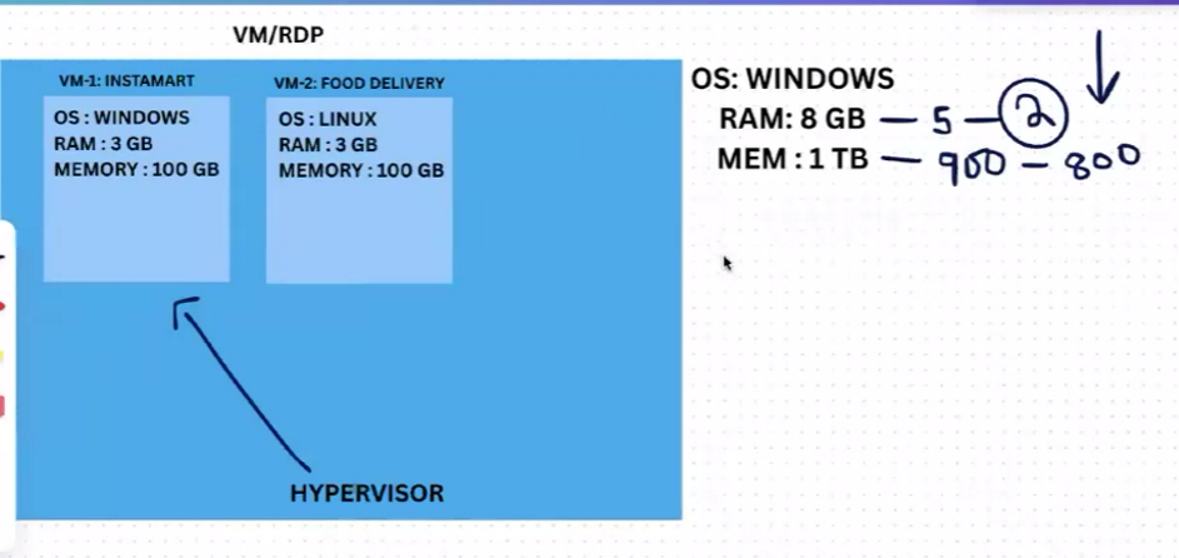 VM/RDP
VM-1: INSTAMART
OS : WINDOWS
RAM : 3 GB
MEMORY : 100 GB
VM-2: FOOD DELIVERY
OS : LINUX
RAM : 3 GB
MEMORY : 100 GB
HYPERVISOR
OS: WINDOWS
RAM: 8 GB — 5 — 2
MEM : 1 TB — 900 — 800